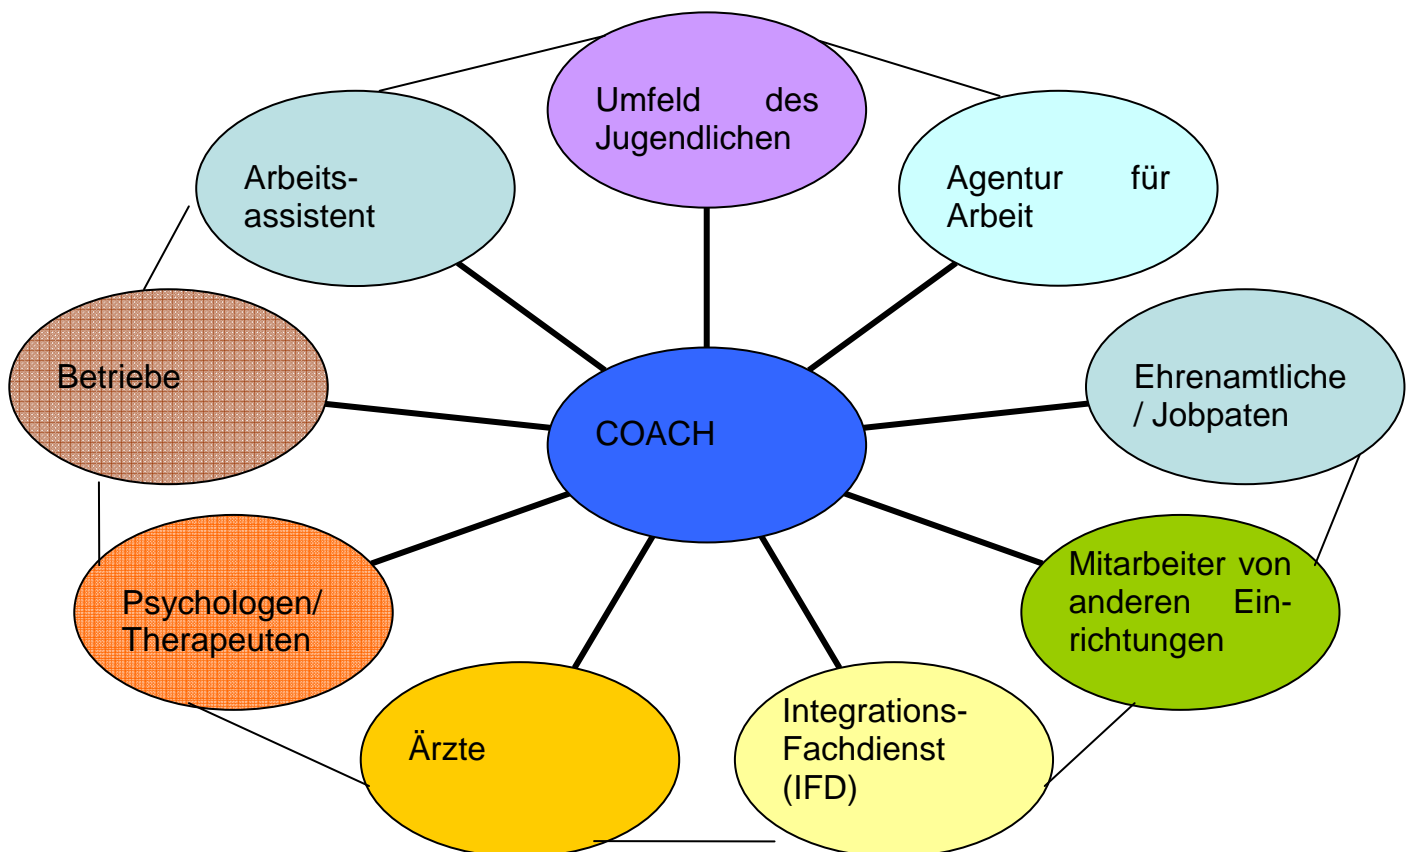 Umfeld des
Jugendlichen
Agentur für
Arbeit
Arbeits-
assistent
Ehrenamtliche
/ Jobpaten
Betriebe
COACH
Mitarbeiter von
anderen Ein-
richtungen
Psychologen/
Therapeuten
Integrations-
Fachdienst
(IFD)
Ärzte